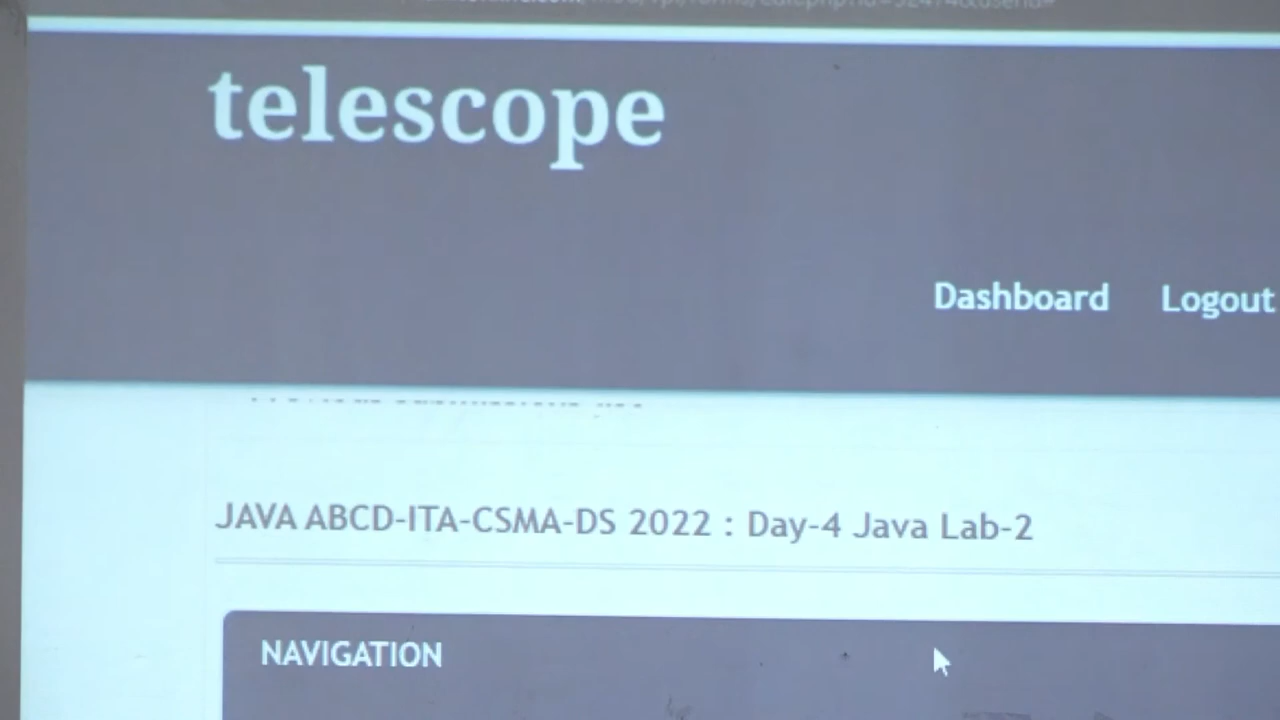 telescope
Dashboard Logout
JAVA ABCD-ITA-CSMA-DS 2022 : Day-4 Java Lab-2
NAVIGATION